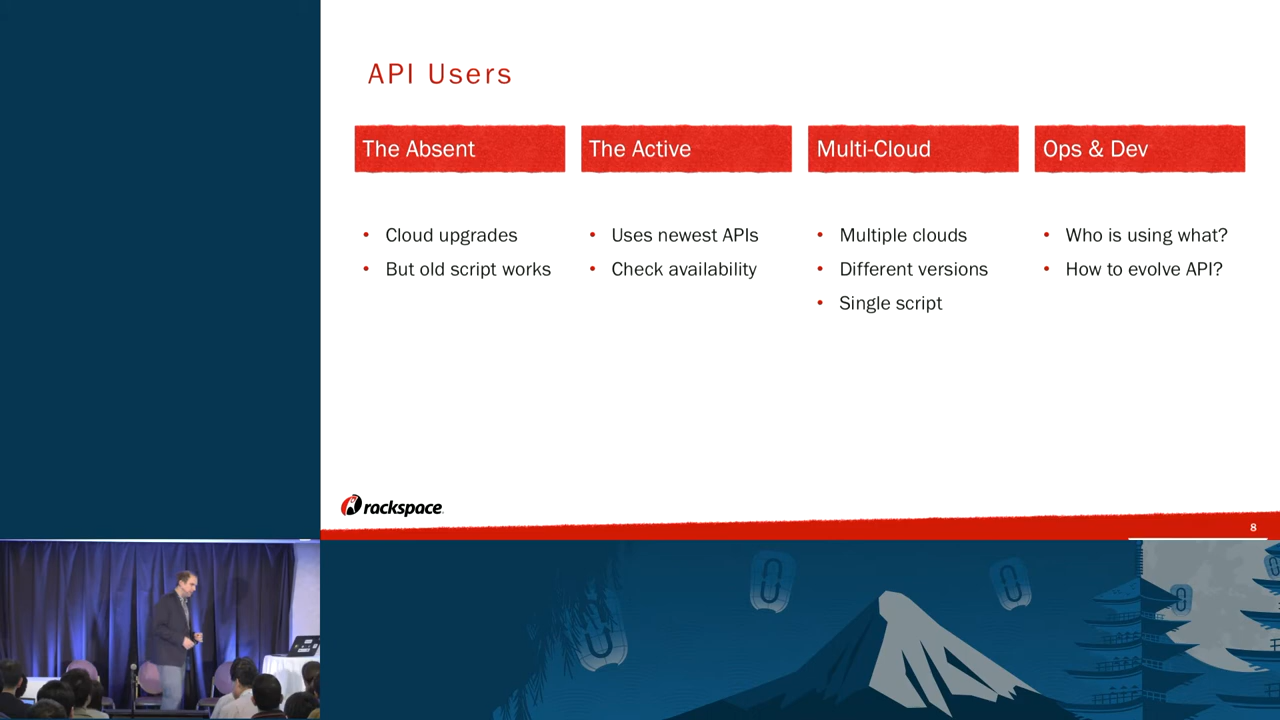 API Users
The Absent
Cloud upgrades
But old script works
The Active
Uses newest APIs
Check availability
Multi-Cloud
Multiple clouds
Different versions
Single script
Ops & Dev
Who is using what?
How to evolve API?
rackspace
8